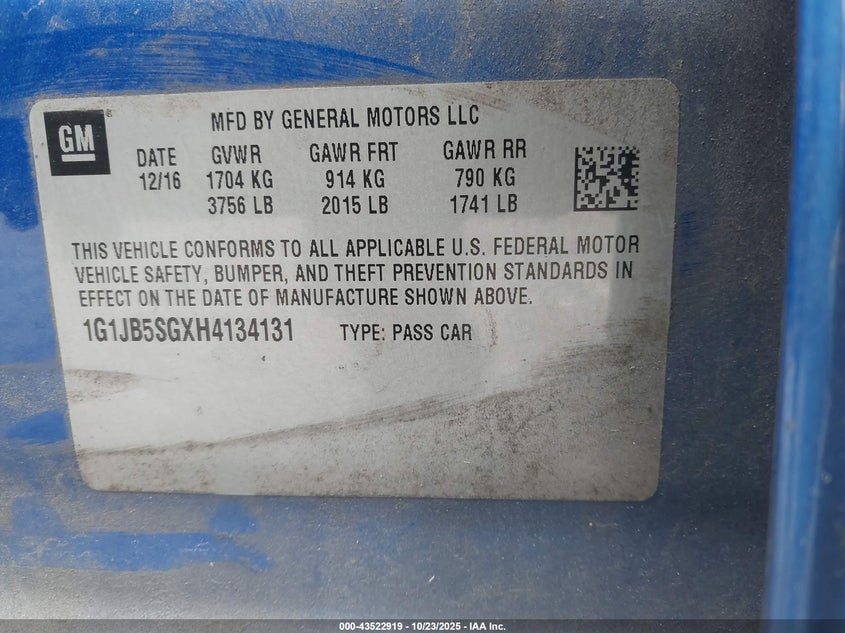 GM
MFD BY GENERAL MOTORS LLC
DATE GVWR GAWR FRT GAWR RR
12/16 1704 KG 914 KG 790 KG
3756 LB 2015 LB 1741 LB
THIS VEHICLE CONFORMS TO ALL APPLICABLE U.S. FEDERAL MOTOR
VEHICLE SAFETY, BUMPER, AND THEFT PREVENTION STANDARDS IN
EFFECT ON THE DATE OF MANUFACTURE SHOWN ABOVE.
1G1JB5SGXH4134131 TYPE: PASS CAR
000-43522919 - 10/23/2025 - IAA Inc.